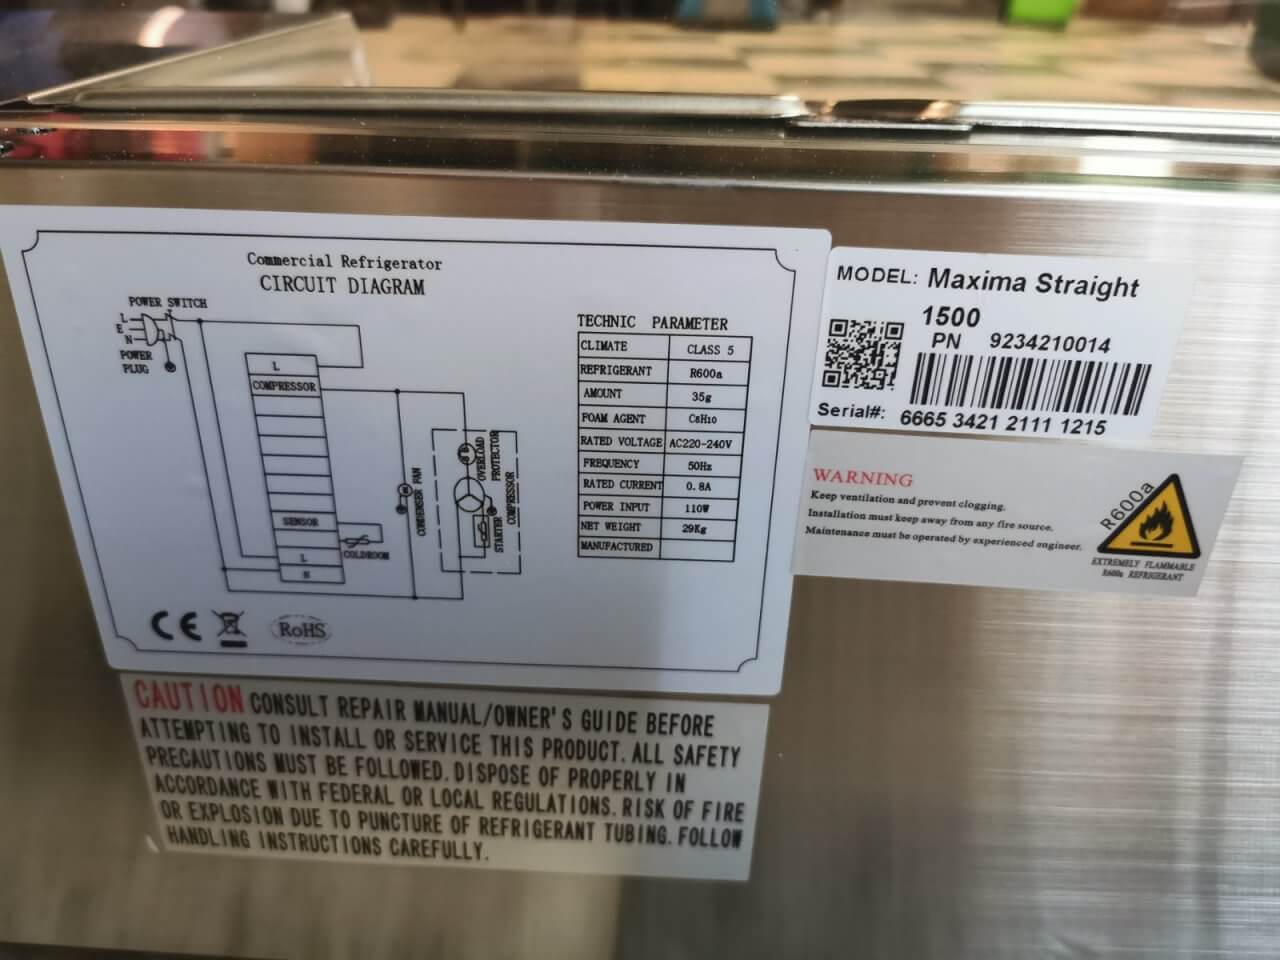 Commercial Refrigerator
CIRCUIT DIAGRAM
POWER SWITCH
L
E
N
POWER
PLUG
L
COMPRESSOR
SENSOR
L
N
COLDROOM
CONDENSER FAN
OVERLOAD
PROTECTOR
STARTER
COMPRESSOR
TECHNIC PARAMETER
CLIMATE CLASS 5
REFRIGERANT R600a
AMOUNT 35g
FOAM AGENT C8H10
RATED VOLTAGE AC220-240V
FREQUENCY 50Hz
RATED CURRENT 0.8A
POWER INPUT 110W
NET WEIGHT 29Kg
MANUFACTURED
CE
RoHS
MODEL: Maxima Straight
1500
PN 9234210014
Serial#: 6665 3421 2111 1215
WARNING
Keep ventilation and prevent clogging.
Installation must keep away from any fire source.
Maintenance must be operated by experienced engineer.
R600a
EXTREMELY FLAMMABLE
R600a REFRIGERANT
CAUTION CONSULT REPAIR MANUAL/OWNER'S GUIDE BEFORE
ATTEMPTING TO INSTALL OR SERVICE THIS PRODUCT. ALL SAFETY
PRECAUTIONS MUST BE FOLLOWED. DISPOSE OF PROPERLY IN
ACCORDANCE WITH FEDERAL OR LOCAL REGULATIONS. RISK OF FIRE
OR EXPLOSION DUE TO PUNCTURE OF REFRIGERANT TUBING. FOLLOW
HANDLING INSTRUCTIONS CAREFULLY.